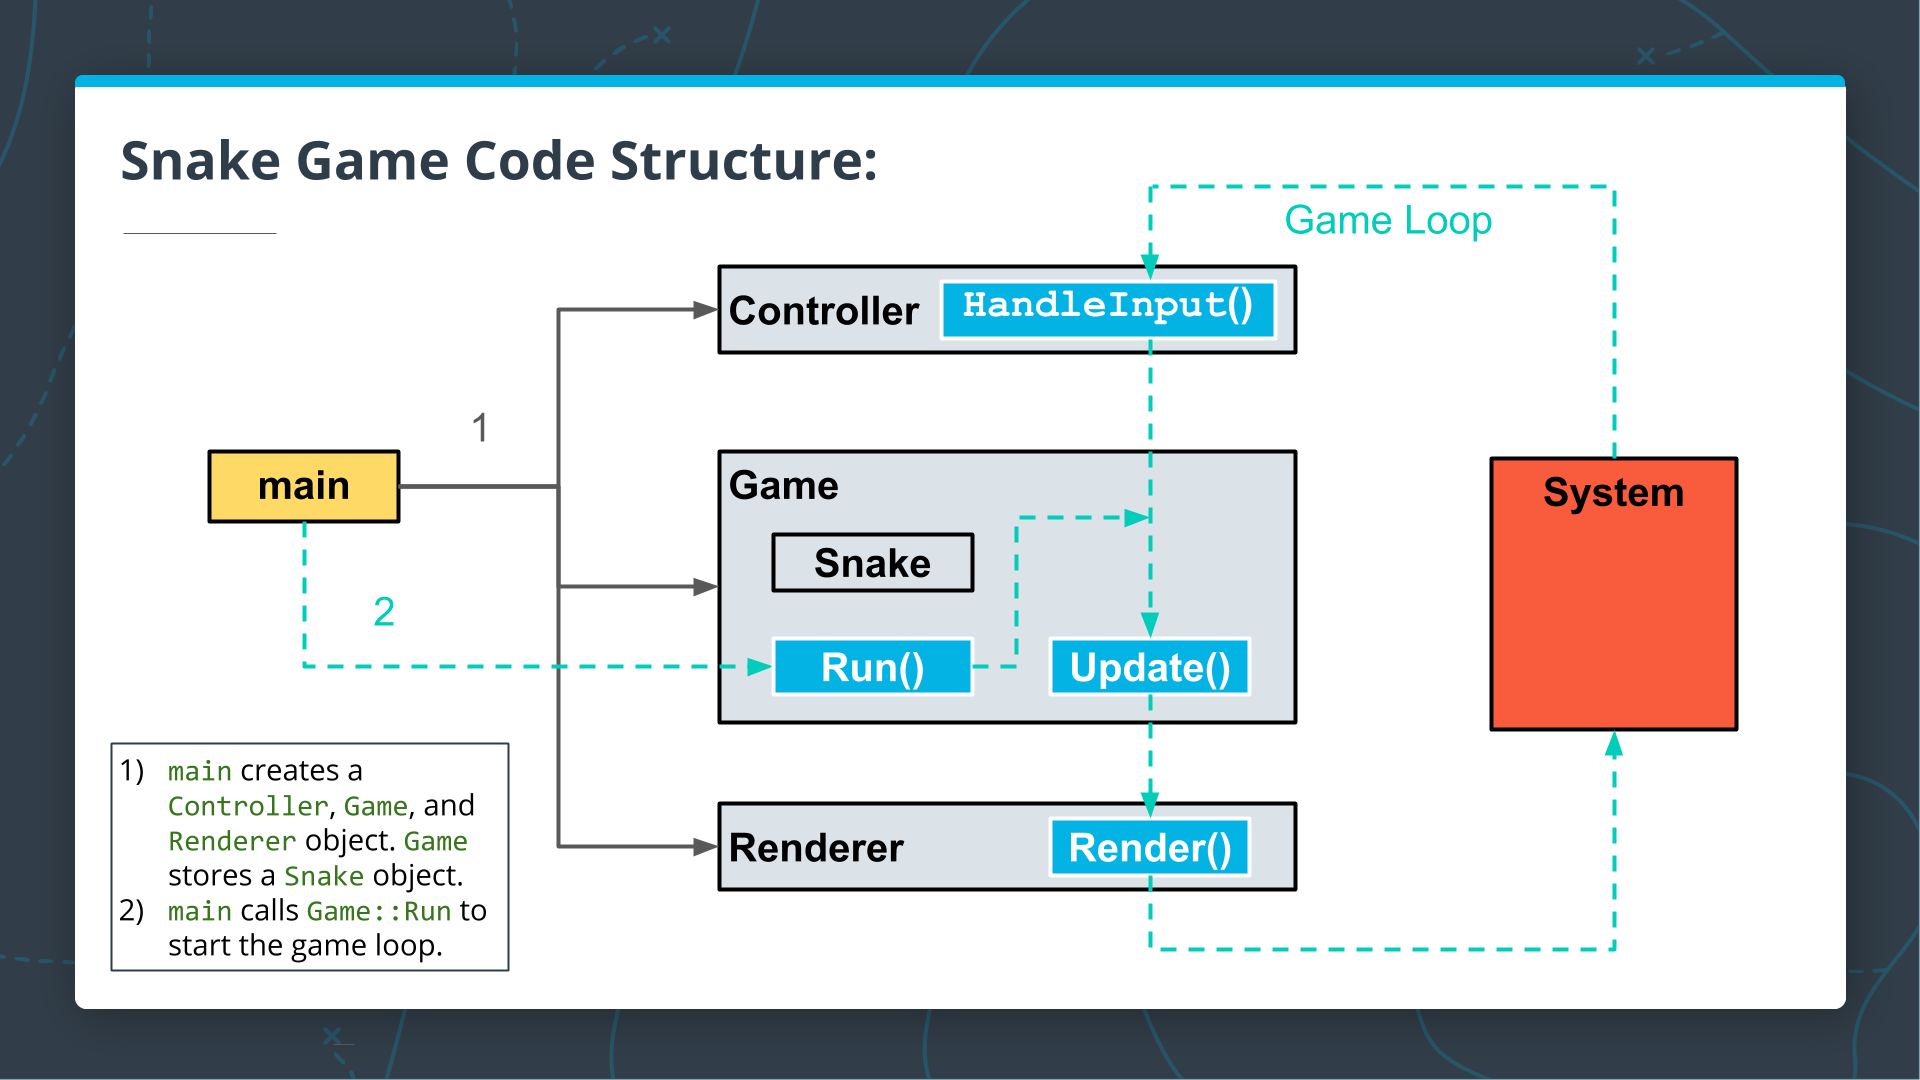 Snake Game Code Structure:
Game Loop
Controller HandleInput()
1
main
Game
System
Snake
2
Run() Update()
1) main creates a
Controller, Game, and
Renderer object. Game
stores a Snake object.
2) main calls Game::Run to
start the game loop.
Renderer Render()